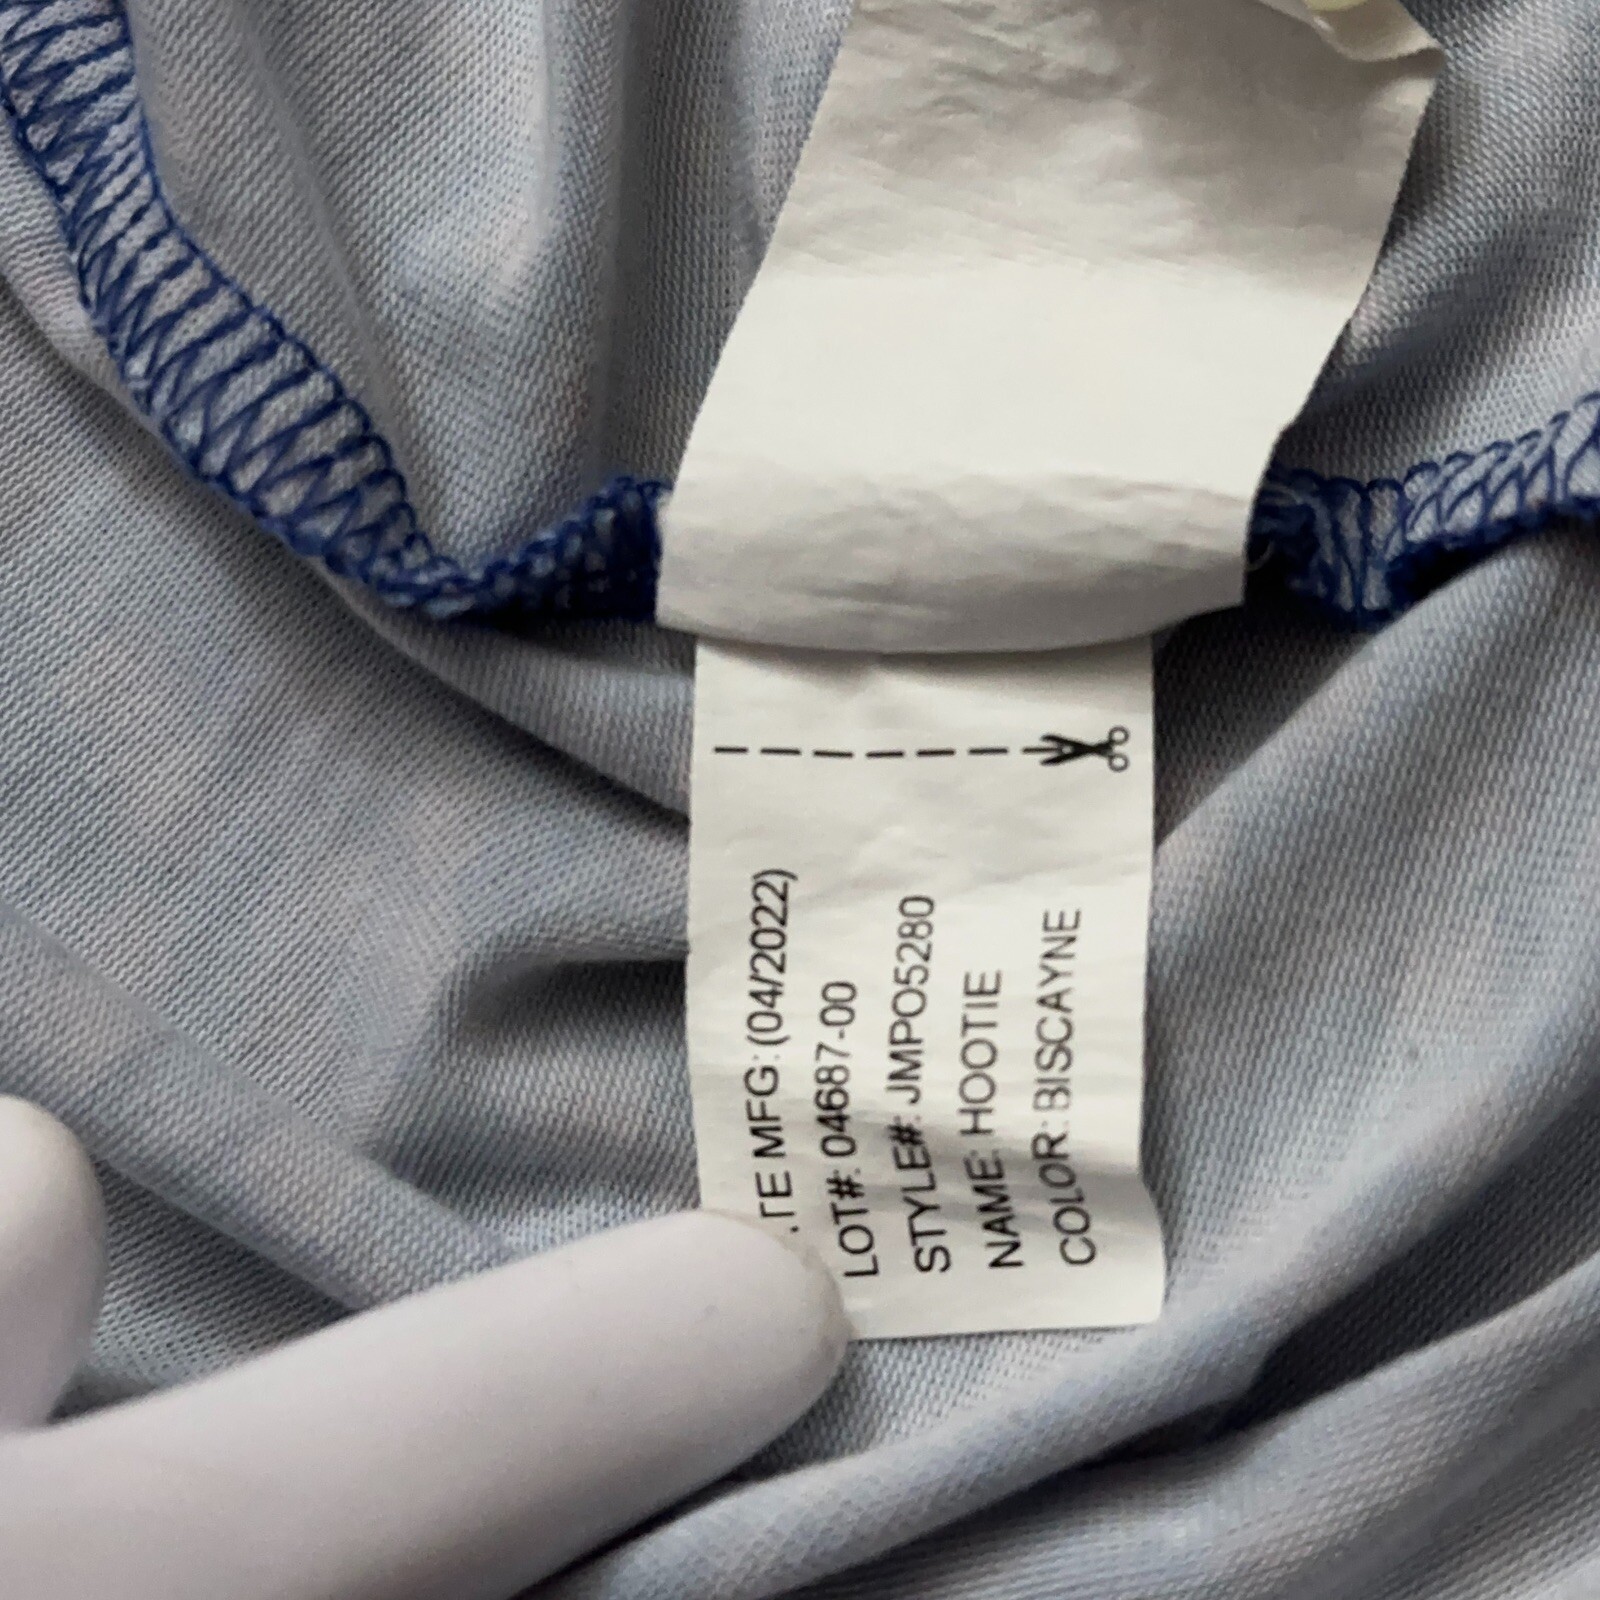 TE MFG: (04/2022)
LOT#: 04687-00
STYLE#: JMPO5280
NAME: HOOTIE
COLOR: BISCAYNE